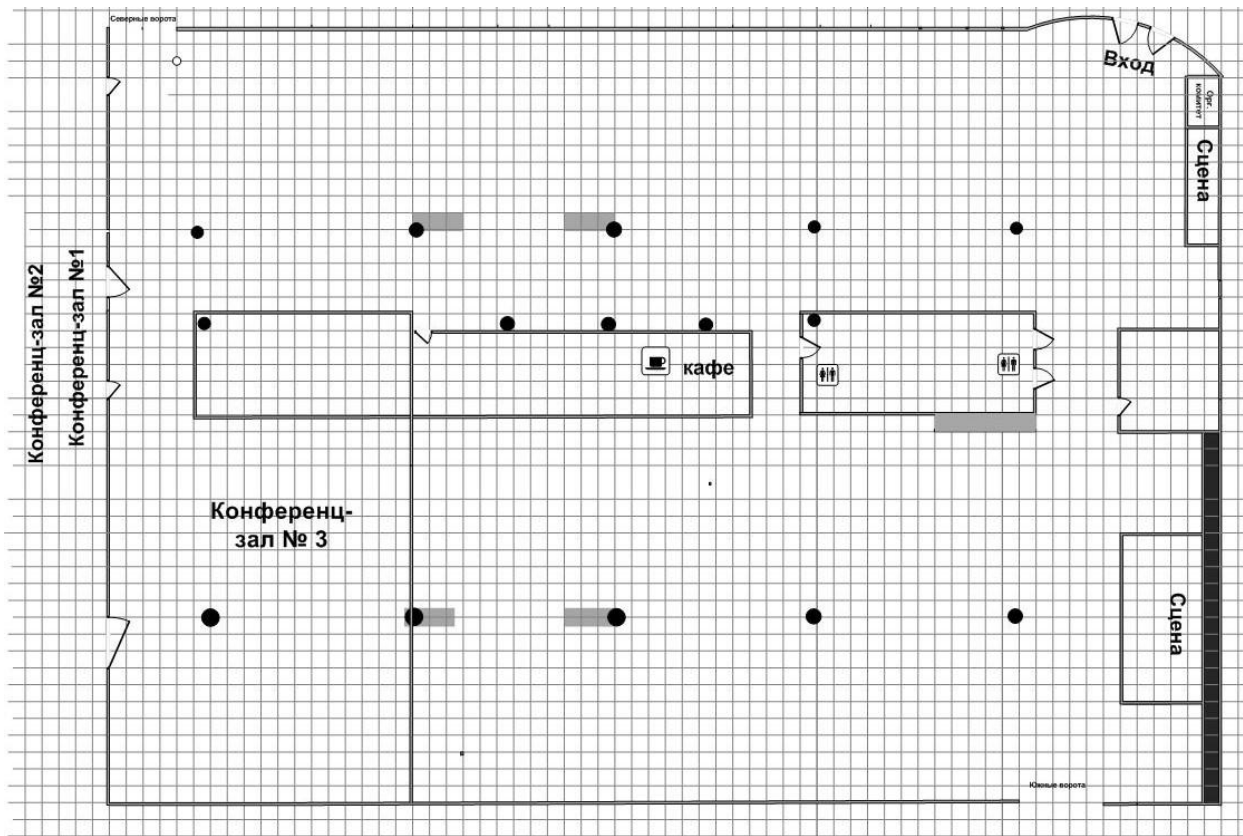 Северные ворота
Вход
Орг.
комитет
Сцена
Конференц-зал №2
Конференц-зал №1
кафе
Конференц-
зал № 3
Сцена
Южные ворота